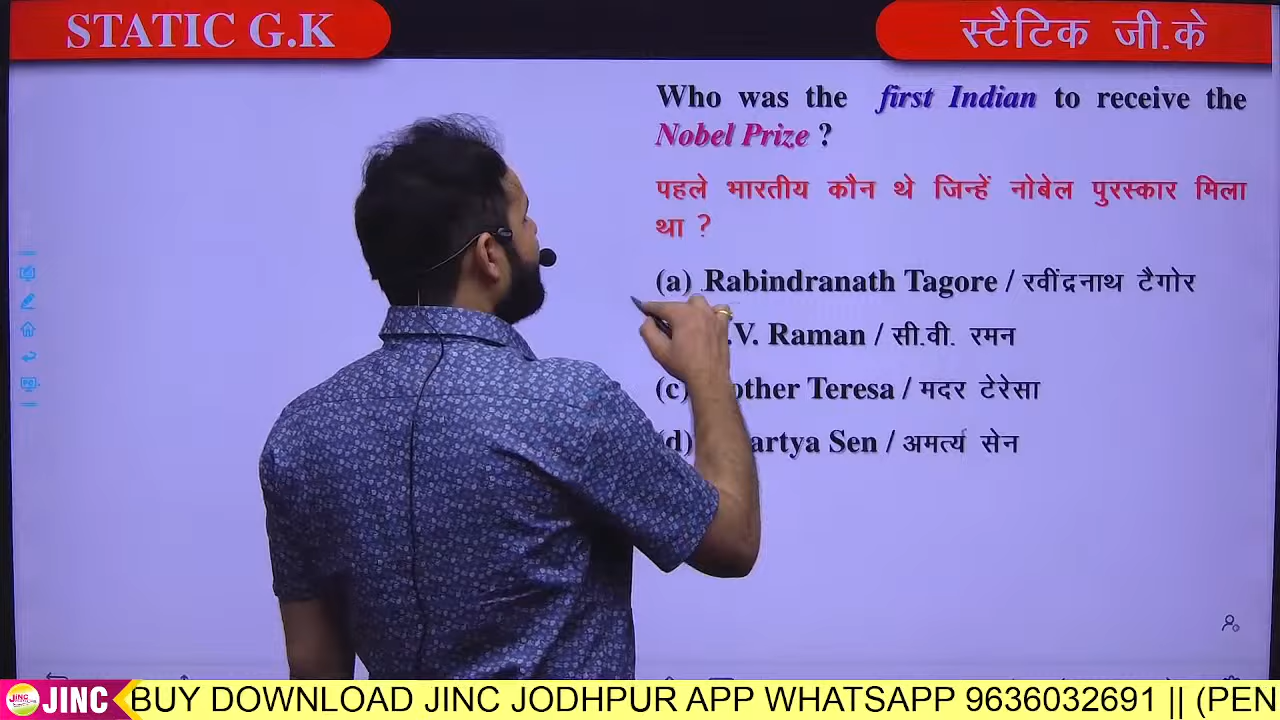 STATIC G.K
स्टैटिक जी.के
Who was the first Indian to receive the
Nobel Prize ?
पहले भारतीय कौन थे जिन्हें नोबेल पुरस्कार मिला
था ?
(a) Rabindranath Tagore / रवींद्रनाथ टैगोर
.V. Raman / सी.वी. रमन
(c) other Teresa / मदर टेरेसा
(d) artya Sen / अमर्त्य सेन
JINC BUY DOWNLOAD JINC JODHPUR APP WHATSAPP 9636032691 || (PEN